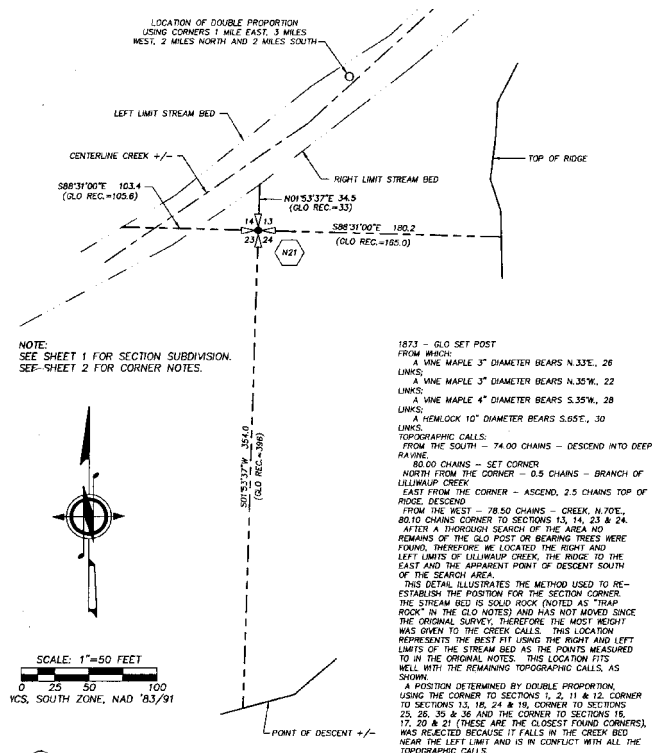 LOCATION OF DOUBLE PROPORTION
USING CORNERS 1 MILE EAST, 3 MILES
WEST, 2 MILES NORTH AND 2 MILES SOUTH
LEFT LIMIT STREAM BED
CENTERLINE CREEK +/-
TOP OF RIDGE
RIGHT LIMIT STREAM BED
S88°31'00"E 103.4
(GLO REC.=105.6)
N01°53'37"E 34.5
(GLO REC.=33)
14 13
23 24
S88°31'00"E 180.2
(GLO REC.=165.0)
N21
S01°53'37"W 354.0
(GLO REC.=396)
NOTE:
SEE SHEET 1 FOR SECTION SUBDIVISION.
SEE SHEET 2 FOR CORNER NOTES.
SCALE: 1"=50 FEET
0 25 50 100
YCS, SOUTH ZONE, NAD '83/91
POINT OF DESCENT +/-
1873 - GLO SET POST
FROM WHICH:
A VINE MAPLE 3" DIAMETER BEARS N.33°E., 26
LINKS;
A VINE MAPLE 3" DIAMETER BEARS N.35°W., 22
LINKS;
A VINE MAPLE 4" DIAMETER BEARS S.35°W., 28
LINKS;
A HEMLOCK 10" DIAMETER BEARS S.65°E., 30
LINKS.
TOPOGRAPHIC CALLS:
FROM THE SOUTH - 74.00 CHAINS - DESCEND INTO DEEP
RAVINE,
80.00 CHAINS - SET CORNER
NORTH FROM THE CORNER - 0.5 CHAINS - BRANCH OF
LILLIWAUP CREEK
EAST FROM THE CORNER - ASCEND, 2.5 CHAINS TOP OF
RIDGE, DESCEND
FROM THE WEST - 78.50 CHAINS - CREEK, N.70°E.,
80.10 CHAINS CORNER TO SECTIONS 13, 14, 23 & 24.
AFTER A THOROUGH SEARCH OF THE AREA NO
REMAINS OF THE GLO POST OR BEARING TREES WERE
FOUND, THEREFORE WE LOCATED THE RIGHT AND
LEFT LIMITS OF LILLIWAUP CREEK, THE RIDGE TO THE
EAST AND THE APPARENT POINT OF DESCENT SOUTH
OF THE SEARCH AREA.
THIS DETAIL ILLUSTRATES THE METHOD USED TO RE-
ESTABLISH THE POSITION FOR THE SECTION CORNER.
THE STREAM BED IS SOLID ROCK (NOTED AS "TRAP
ROCK" IN THE GLO NOTES) AND HAS NOT MOVED SINCE
THE ORIGINAL SURVEY, THEREFORE THE MOST WEIGHT
WAS GIVEN TO THE CREEK CALLS. THIS LOCATION
REPRESENTS THE BEST FIT USING THE RIGHT AND LEFT
LIMITS OF THE STREAM BED AS THE POINTS MEASURED
TO IN THE ORIGINAL NOTES. THIS LOCATION FITS
WELL WITH THE REMAINING TOPOGRAPHIC CALLS, AS
SHOWN.
A POSITION DETERMINED BY DOUBLE PROPORTION,
USING THE CORNER TO SECTIONS 1, 2, 11 & 12, CORNER
TO SECTIONS 13, 18, 24 & 19, CORNER TO SECTIONS
25, 26, 35 & 36 AND THE CORNER TO SECTIONS 16,
17, 20 & 21 (THESE ARE THE CLOSEST FOUND CORNERS),
WAS REJECTED BECAUSE IT FALLS IN THE CREEK BED
NEAR THE LEFT LIMIT AND IS IN CONFLICT WITH ALL THE
TOPOGRAPHIC CALLS.